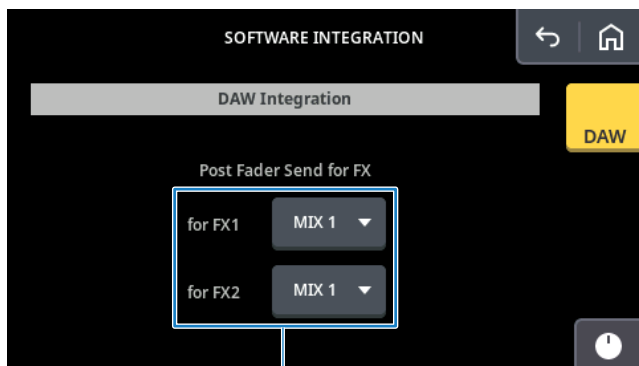 SOFTWARE INTEGRATION
DAW Integration
DAW
Post Fader Send for FX
for FX1 MIX 1
for FX2 MIX 1